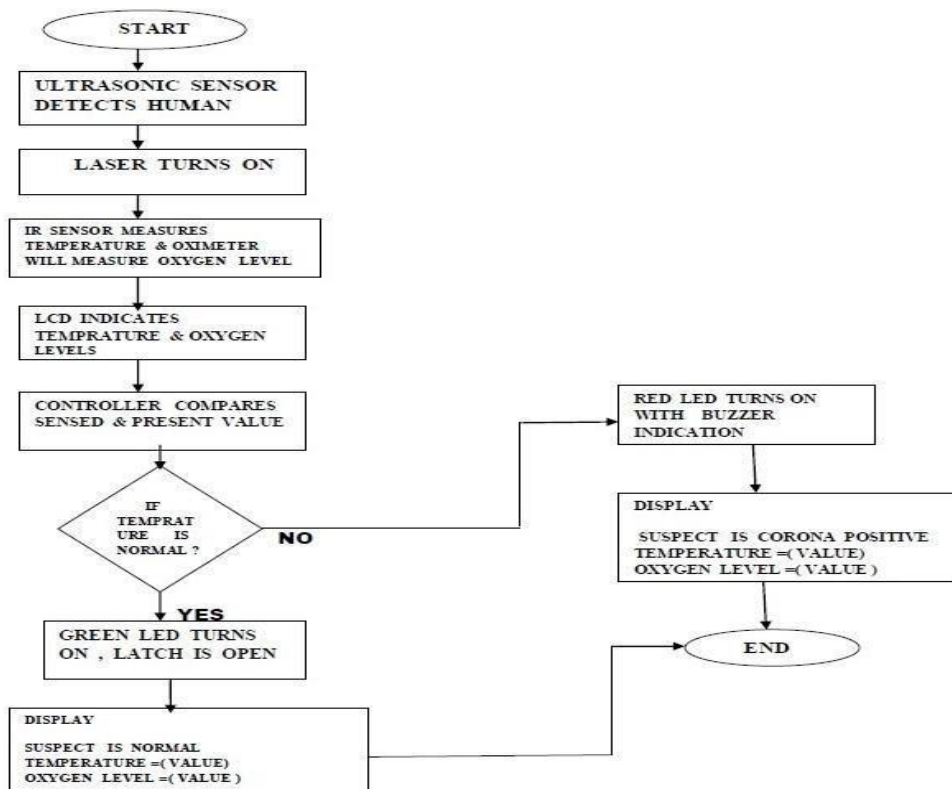 START
ULTRASONIC SENSOR
DETECTS HUMAN
LASER TURNS ON
IR SENSOR MEASURES
TEMPERATURE & OXIMETER
WILL MEASURE OXYGEN LEVEL
LCD INDICATES
TEMPRATURE & OXYGEN
LEVELS
CONTROLLER COMPARES
SENSED & PRESENT VALUE
IF
TEMPRAT
URE IS
NORMAL ?
NO
YES
GREEN LED TURNS
ON , LATCH IS OPEN
DISPLAY
SUSPECT IS NORMAL
TEMPERATURE =( VALUE)
OXYGEN LEVEL =( VALUE )
RED LED TURNS ON
WITH BUZZER
INDICATION
DISPLAY
SUSPECT IS CORONA POSITIVE
TEMPERATURE =( VALUE)
OXYGEN LEVEL =( VALUE )
END